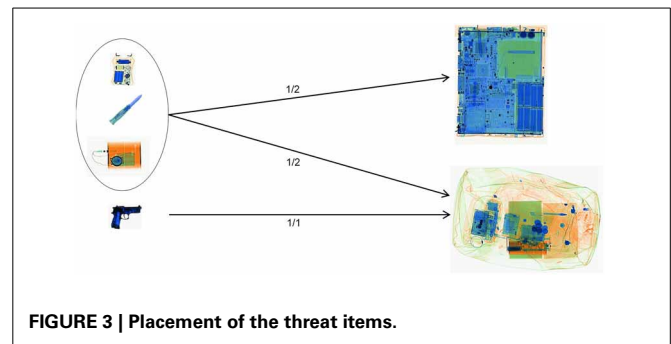 1/2
1/2
1/1
FIGURE 3 | Placement of the threat items.